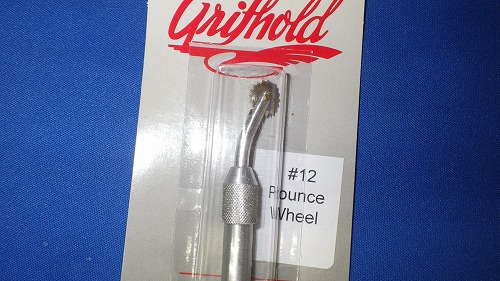 Grifhold
#12
Pounce
Wheel